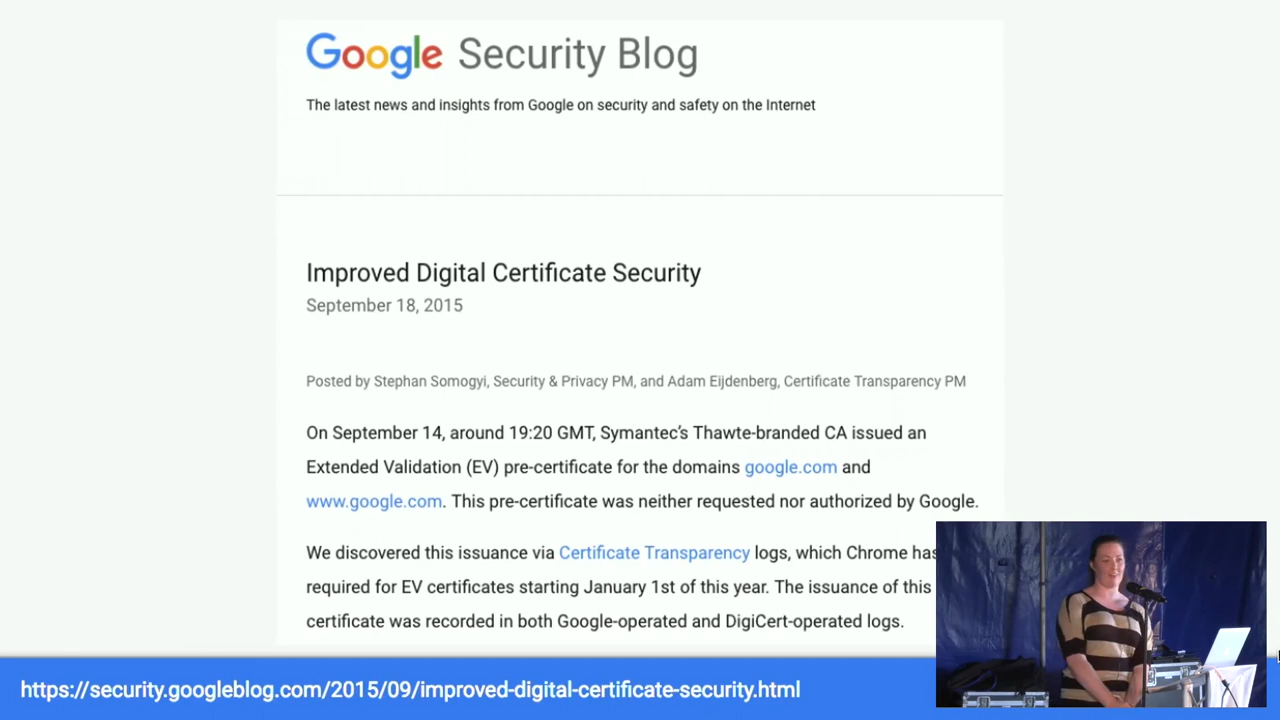 Google Security Blog
The latest news and insights from Google on security and safety on the Internet
Improved Digital Certificate Security
September 18, 2015
Posted by Stephan Somogyi, Security & Privacy PM, and Adam Eijdenberg, Certificate Transparency PM
On September 14, around 19:20 GMT, Symantec’s Thawte-branded CA issued an
Extended Validation (EV) pre-certificate for the domains google.com and
www.google.com. This pre-certificate was neither requested nor authorized by Google.
We discovered this issuance via Certificate Transparency logs, which Chrome has
required for EV certificates starting January 1st of this year. The issuance of this
certificate was recorded in both Google-operated and DigiCert-operated logs.
https://security.googleblog.com/2015/09/improved-digital-certificate-security.html